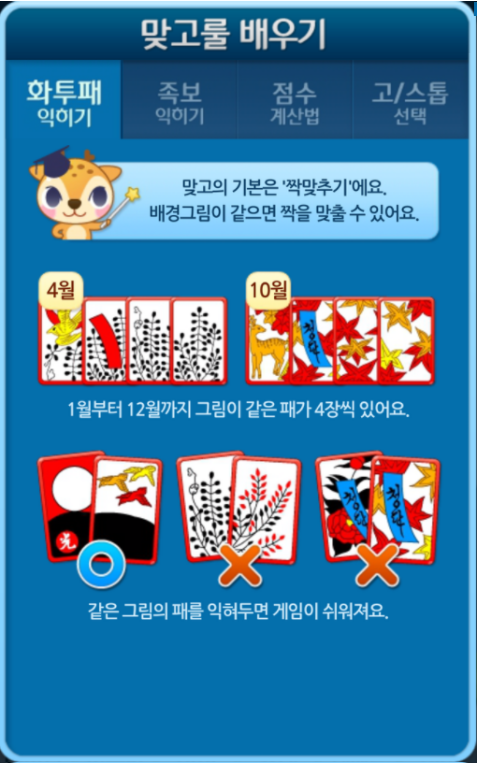 맞고룰 배우기
화투패
익히기
족보
익히기
점수
계산법
고/스톱
선택
맞고의 기본은 '짝맞추기'에요.
배경그림이 같으면 짝을 맞출 수 있어요.
4월
10월
청단
1월부터 12월까지 그림이 같은 패가 4장씩 있어요.
光
청단
청단
같은 그림의 패를 익혀두면 게임이 쉬워져요.